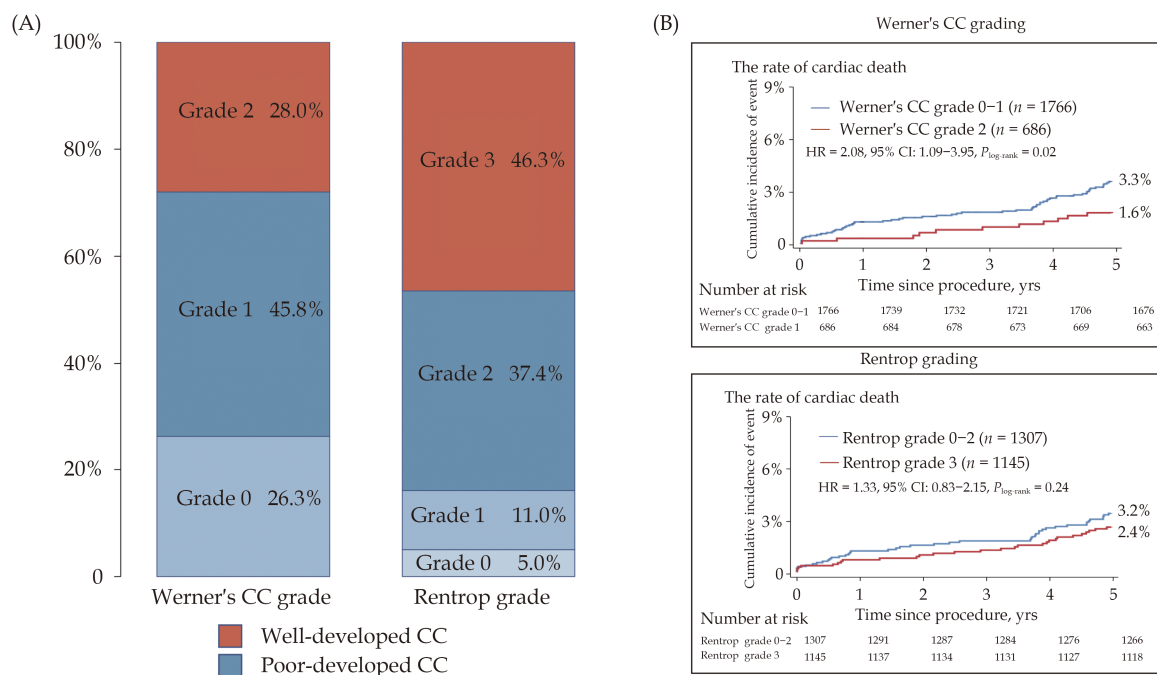 (A)
100%
80%
60%
40%
20%
0
Grade 2 28.0%
Grade 1 45.8%
Grade 0 26.3%
Grade 3 46.3%
Grade 2 37.4%
Grade 1 11.0%
Grade 0 5.0%
Werner's CC grade
Rentrop grade
Well-developed CC
Poor-developed CC
(B)
Werner's CC grading
The rate of cardiac death
Cumulative incidence of event
9%
6%
3%
0
Werner's CC grade 0−1 (n = 1766)
Werner's CC grade 2 (n = 686)
HR = 2.08, 95% CI: 1.09−3.95, Plog-rank = 0.02
3.3%
1.6%
0 1 2 3 4 5
Time since procedure, yrs
Number at risk
Werner's CC grade 0−1 1766 1739 1732 1721 1706 1676
Werner's CC grade 1 686 684 678 673 669 663
Rentrop grading
The rate of cardiac death
Cumulative incidence of event
9%
6%
3%
0
Rentrop grade 0−2 (n = 1307)
Rentrop grade 3 (n = 1145)
HR = 1.33, 95% CI: 0.83−2.15, Plog-rank = 0.24
3.2%
2.4%
0 1 2 3 4 5
Time since procedure, yrs
Number at risk
Rentrop grade 0−2 1307 1291 1287 1284 1276 1266
Rentrop grade 3 1145 1137 1134 1131 1127 1118